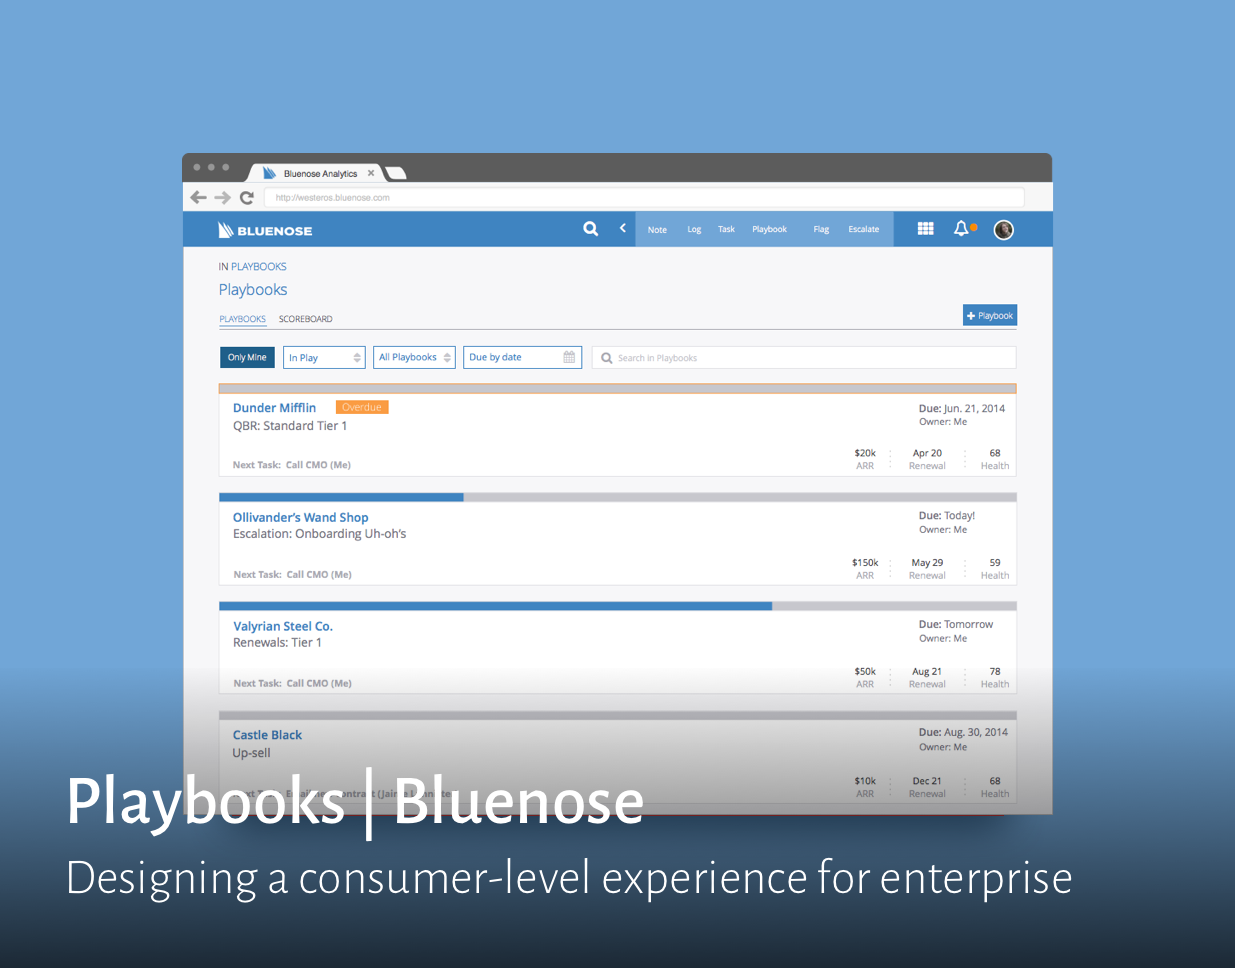 Bluenose Analytics
http://westeros.bluenose.com
BLUENOSE Note Log Task Playbook Flag Escalate
IN PLAYBOOKS
Playbooks
PLAYBOOKS SCOREBOARD + Playbook
Only Mine In Play All Playbooks Due by date Search in Playbooks
Dunder Mifflin Overdue Due: Jun. 21, 2014
QBR: Standard Tier 1 Owner: Me
$20k Apr 20 68
Next Task: Call CMO (Me) ARR Renewal Health
Ollivander's Wand Shop Due: Today!
Escalation: Onboarding Uh-oh's Owner: Me
$150k May 29 59
Next Task: Call CMO (Me) ARR Renewal Health
Valyrian Steel Co. Due: Tomorrow
Renewals: Tier 1 Owner: Me
$50k Aug 21 78
Next Task: Call CMO (Me) ARR Renewal Health
Castle Black Due: Aug. 30, 2014
Up-sell Owner: Me
$10k Dec 21 68
ARR Renewal Health
Playbooks | Bluenose
Designing a consumer-level experience for enterprise